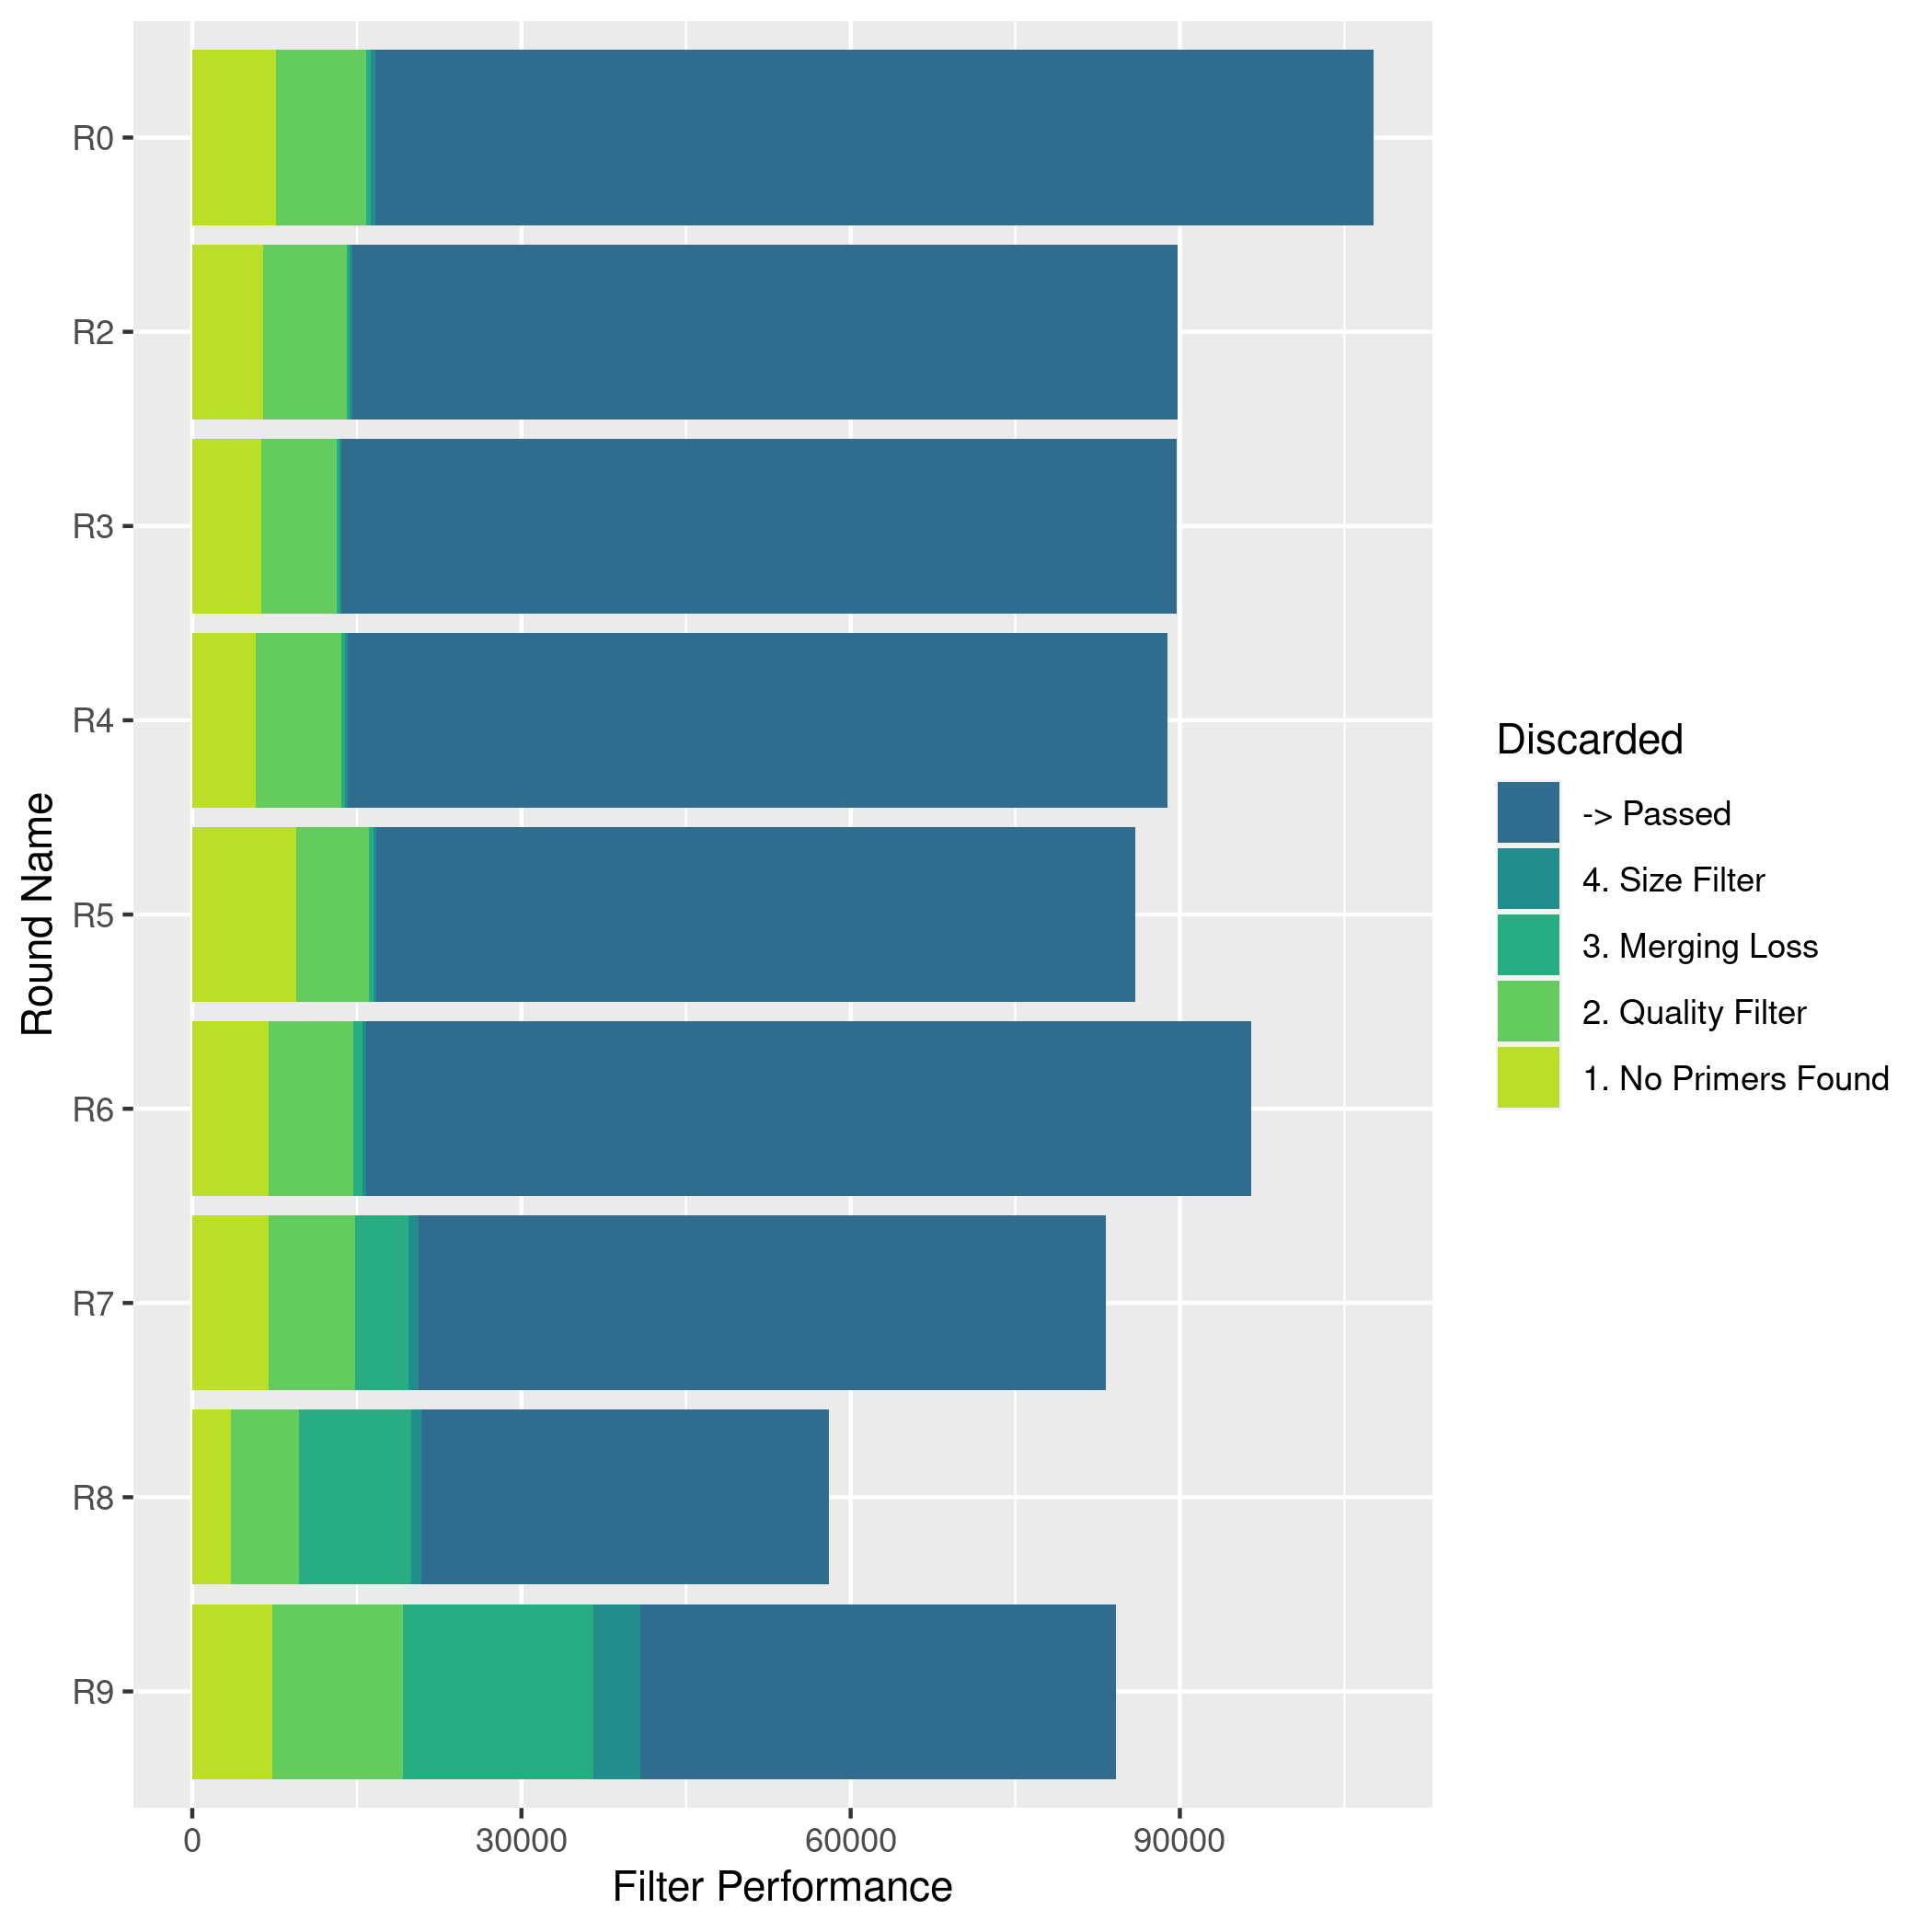 R0
R2
R3
R4
R5
R6
R7
R8
R9
Round Name
0 30000 60000 90000
Filter Performance
Discarded
-> Passed
4. Size Filter
3. Merging Loss
2. Quality Filter
1. No Primers Found